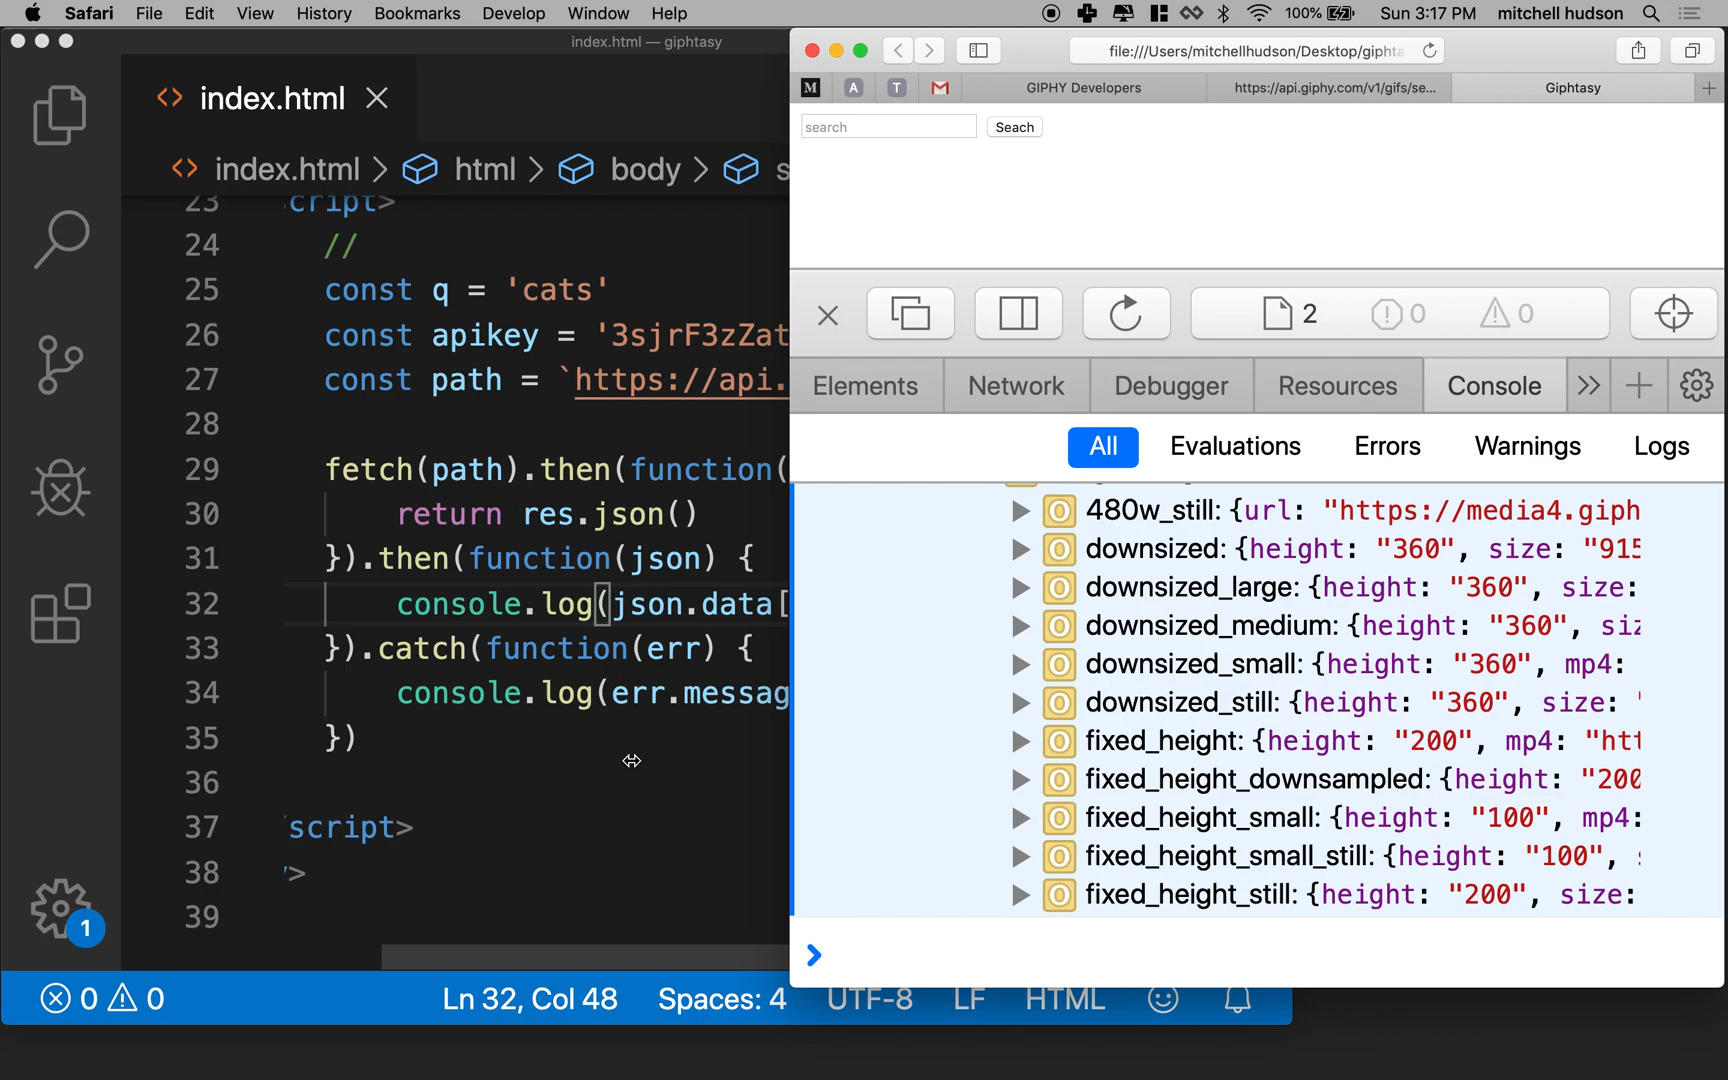 Safari File Edit View History Bookmarks Develop Window Help 100% Sun 3:17 PM mitchell hudson
index.html — giphtasy
index.html
index.html > html > body > s
23 cript>
24 //
25 const q = 'cats'
26 const apikey = '3sjrF3zZat
27 const path = `https://api.
28
29 fetch(path).then(function(
30 return res.json()
31 }).then(function(json) {
32 console.log(json.data[
33 }).catch(function(err) {
34 console.log(err.messag
35 })
36
37 script>
38 >
39
1
0 0 Ln 32, Col 48 Spaces: 4 UTF-8 LF HTML
file:///Users/mitchellhudson/Desktop/giphta
M A T M GIPHY Developers https://api.giphy.com/v1/gifs/se... Giphtasy
search Seach
2 0 0
Elements Network Debugger Resources Console
All Evaluations Errors Warnings Logs
O 480w_still: {url: "https://media4.giph
O downsized: {height: "360", size: "915
O downsized_large: {height: "360", size:
O downsized_medium: {height: "360", siz
O downsized_small: {height: "360", mp4:
O downsized_still: {height: "360", size: "
O fixed_height: {height: "200", mp4: "htt
O fixed_height_downsampled: {height: "200
O fixed_height_small: {height: "100", mp4:
O fixed_height_small_still: {height: "100",
O fixed_height_still: {height: "200", size: